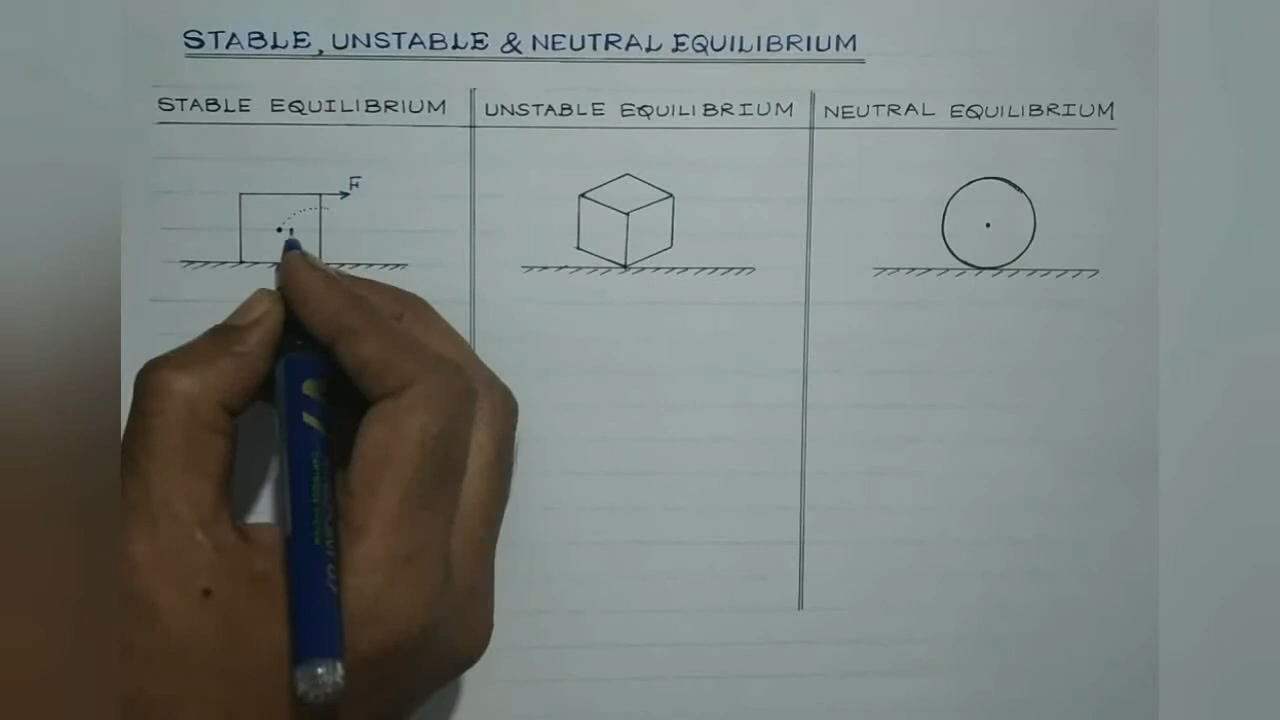 STABLE, UNSTABLE & NEUTRAL EQUILIBRIUM
STABLE EQUILIBRIUM
UNSTABLE EQUILIBRIUM
NEUTRAL EQUILIBRIUM
F